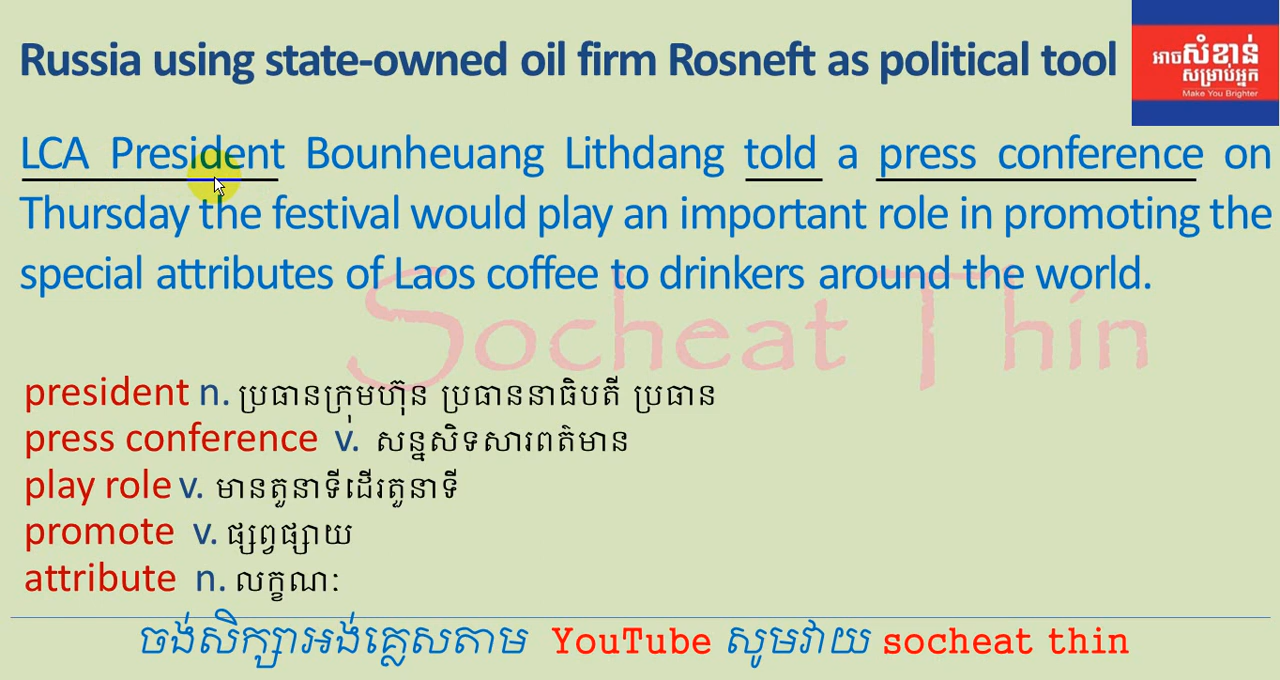 Russia using state-owned oil firm Rosneft as political tool
អាចសំខាន់
សម្រាប់អ្នក
Make You Brighter
LCA President Bounheuang Lithdang told a press conference on
Thursday the festival would play an important role in promoting the
special attributes of Laos coffee to drinkers around the world.
Socheat Thin
president n. ប្រធានក្រុមហ៊ុន ប្រធាននាធិបតី ប្រធាន
press conference v. សន្នសិទសារពត៌មាន
play role v. មានតួនាទីដើរតួនាទី
promote v. ផ្សព្វផ្សាយ
attribute n. លក្ខណៈ
ចង់សិក្សាអង់គ្លេសតាម YouTube សូមវាយ socheat thin